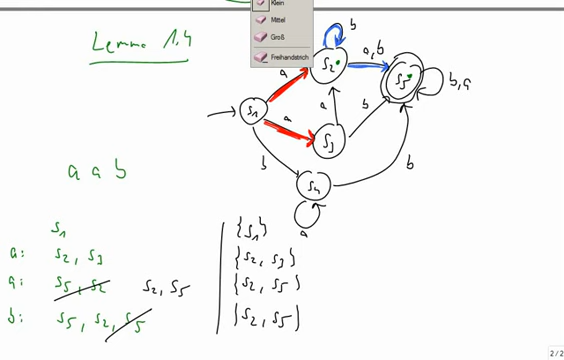 Klein
Mittel
Groß
Freihandstrich
Lemma 1.4
b
a
S2
a,b
S5
b,a
S1
a
a
b
S3
b
S4
b
a
a a b
S1
{S1}
a: S2, S3
{S2, S3}
a: S5, S2 S2, S5
{S2, S5}
b: S5, S2, S5
{S2, S5}
2/2